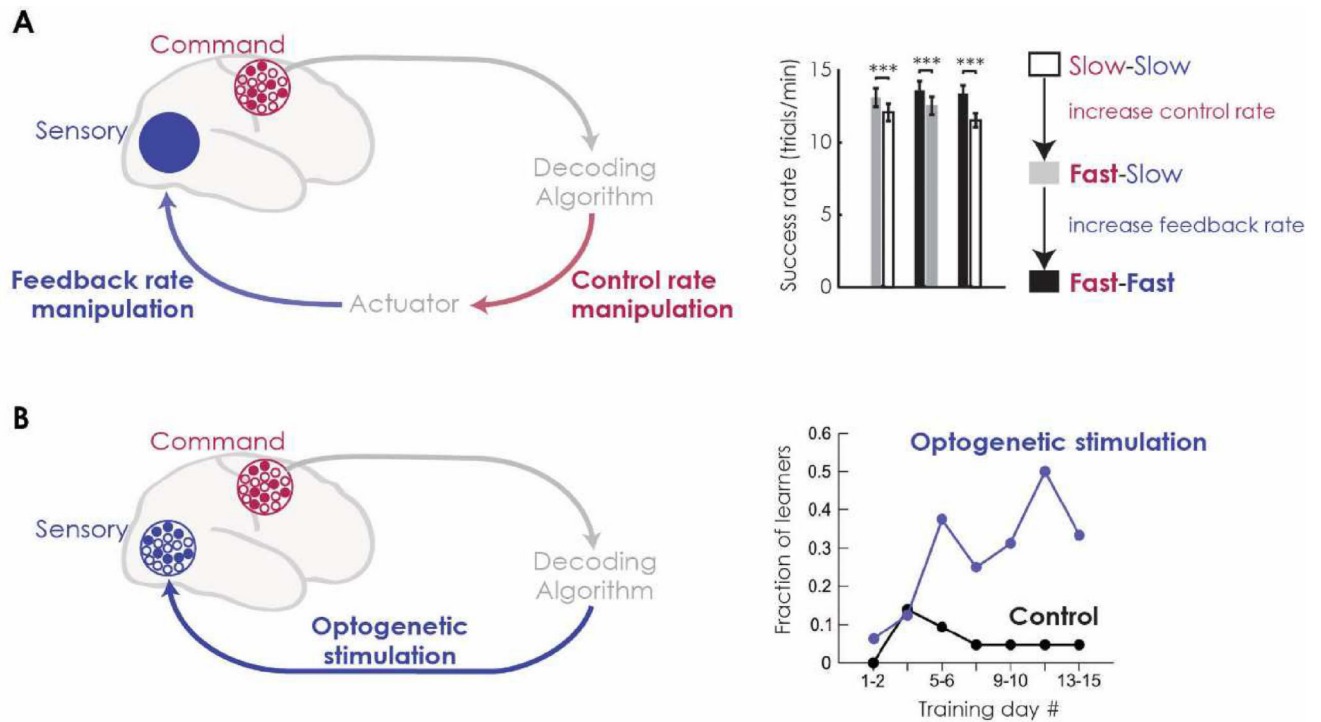 A
Command
Sensory
Decoding
Algorithm
Feedback rate
manipulation
Actuator
Control rate
manipulation
Success rate (trials/min)
15
10
5
0
***
***
***
Slow-Slow
increase control rate
Fast-Slow
increase feedback rate
Fast-Fast
B
Command
Sensory
Decoding
Algorithm
Optogenetic
stimulation
Fraction of learners
0.6
0.5
0.4
0.3
0.2
0.1
0
Optogenetic stimulation
Control
1-2
5-6
9-10
13-15
Training day #